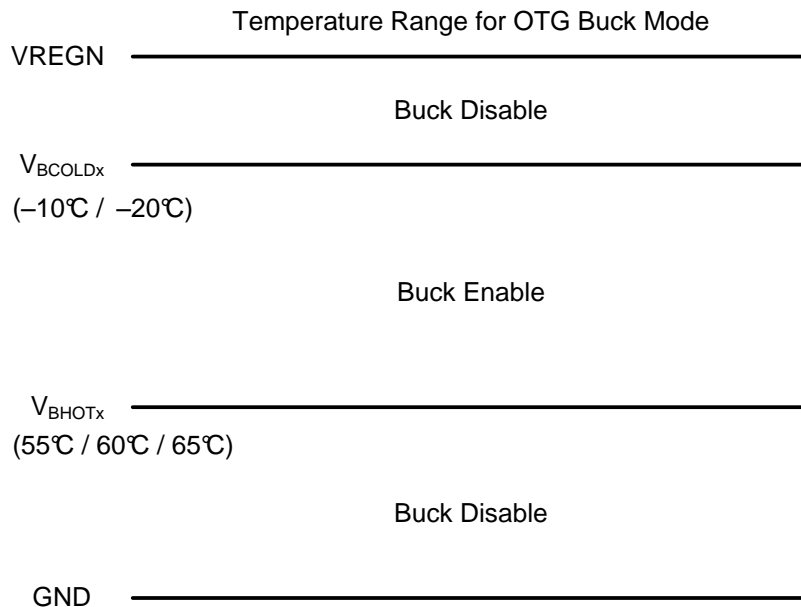 Temperature Range for OTG Buck Mode
VREGN
Buck Disable
VBCOLDx
(–10℃ / –20℃)
Buck Enable
VBHOTx
(55℃ / 60℃ / 65℃)
Buck Disable
GND